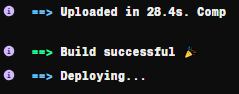 ==> Uploaded in 28.4s. Comp
==> Build successful 🎉
==> Deploying...